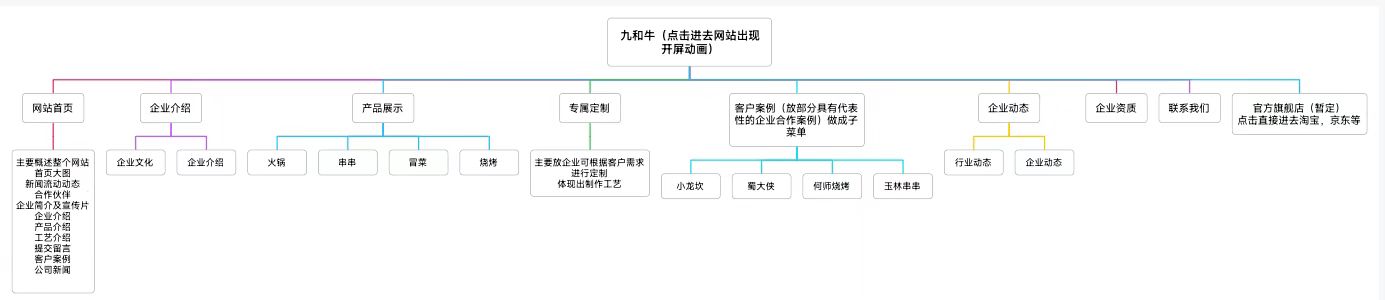 九和牛（点击进去网站出现
开屏动画）
网站首页
企业介绍
产品展示
专属定制
客户案例（放部分具有代表
性的企业合作案例）做成子
菜单
企业动态
企业资质
联系我们
官方旗舰店（暂定）
点击直接进去淘宝，京东等
主要概述整个网站
首页大图
新闻流动动态
合作伙伴
企业简介及宣传片
企业介绍
产品介绍
工艺介绍
提交留言
客户案例
公司新闻
企业文化
企业介绍
火锅
串串
冒菜
烧烤
主要放企业可根据客户需求
进行定制
体现出制作工艺
小龙坎
蜀大侠
何师烧烤
玉林串串
行业动态
企业动态